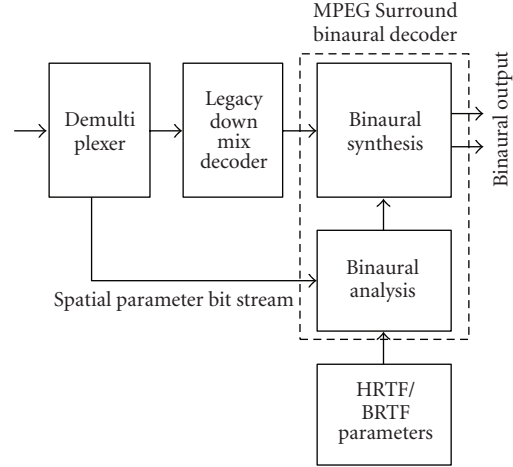 MPEG Surround
binaural decoder
Demulti
plexer
Legacy
down
mix
decoder
Binaural
synthesis
Binaural output
Binaural
analysis
Spatial parameter bit stream
HRTF/
BRTF
parameters